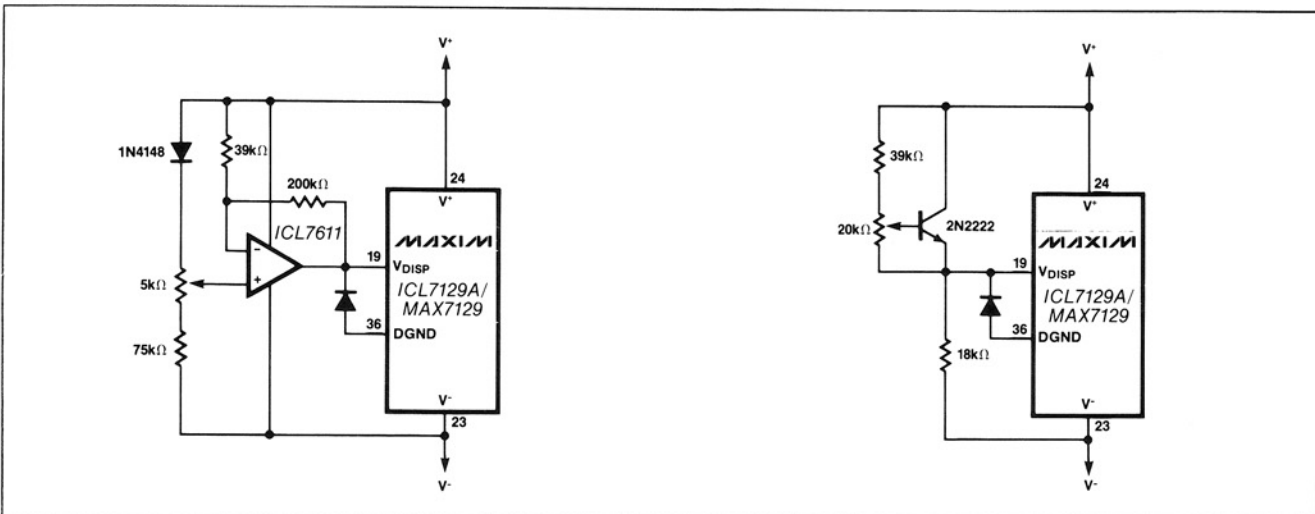 V+
1N4148
39kΩ
200kΩ
24
V+
ICL7611
MAXIM
-
+
19
VDISP
ICL7129A/
MAX7129
5kΩ
36
DGND
75kΩ
V-
23
V-
V+
39kΩ
24
V+
20kΩ
2N2222
MAXIM
19
VDISP
ICL7129A/
MAX7129
36
DGND
18kΩ
V-
23
V-